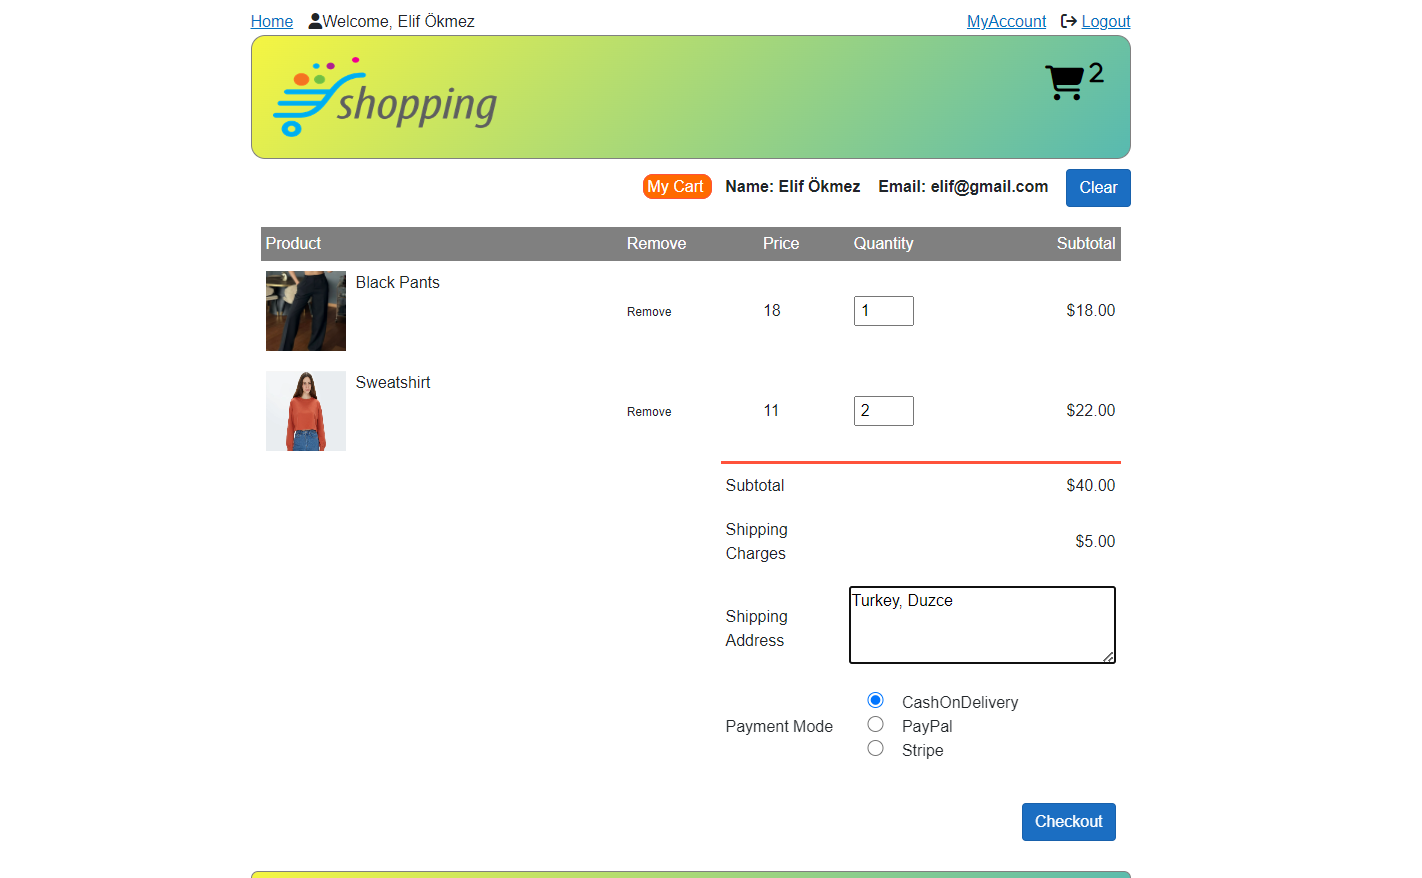 Home Welcome, Elif Ökmez MyAccount Logout
shopping 2
My Cart Name: Elif Ökmez Email: elif@gmail.com Clear
Product Remove Price Quantity Subtotal
Black Pants
Remove 18 1 $18.00
Sweatshirt
Remove 11 2 $22.00
Subtotal $40.00
Shipping
Charges
$5.00
Turkey, Duzce
Shipping
Address
CashOnDelivery
Payment Mode PayPal
Stripe
Checkout